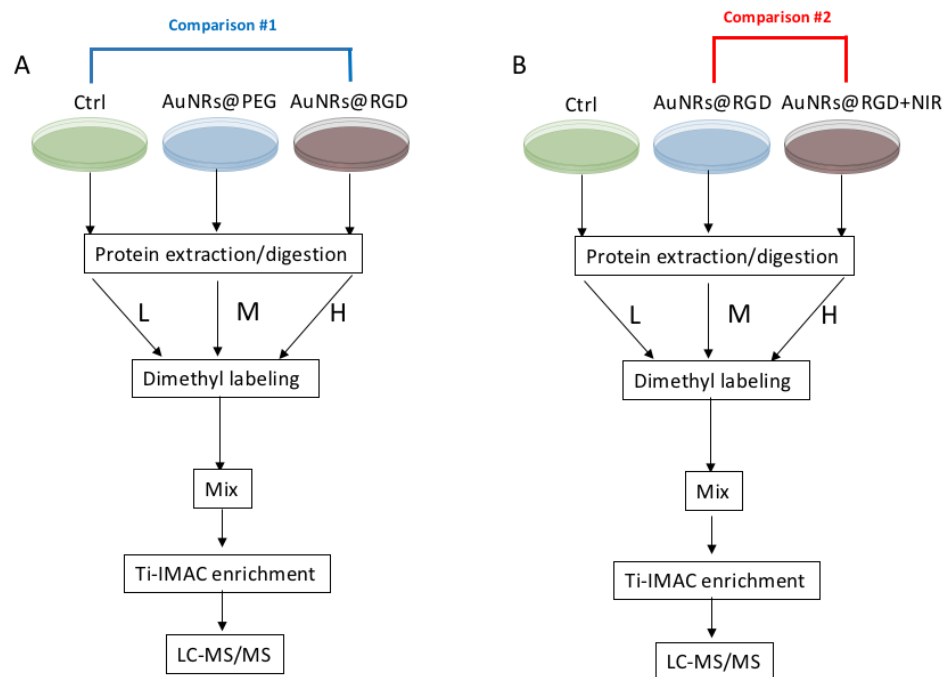 Comparison #1
A
Ctrl
AuNRs@PEG
AuNRs@RGD
Protein extraction/digestion
L
M
H
Dimethyl labeling
Mix
Ti-IMAC enrichment
LC-MS/MS
Comparison #2
B
Ctrl
AuNRs@RGD
AuNRs@RGD+NIR
Protein extraction/digestion
L
M
H
Dimethyl labeling
Mix
Ti-IMAC enrichment
LC-MS/MS